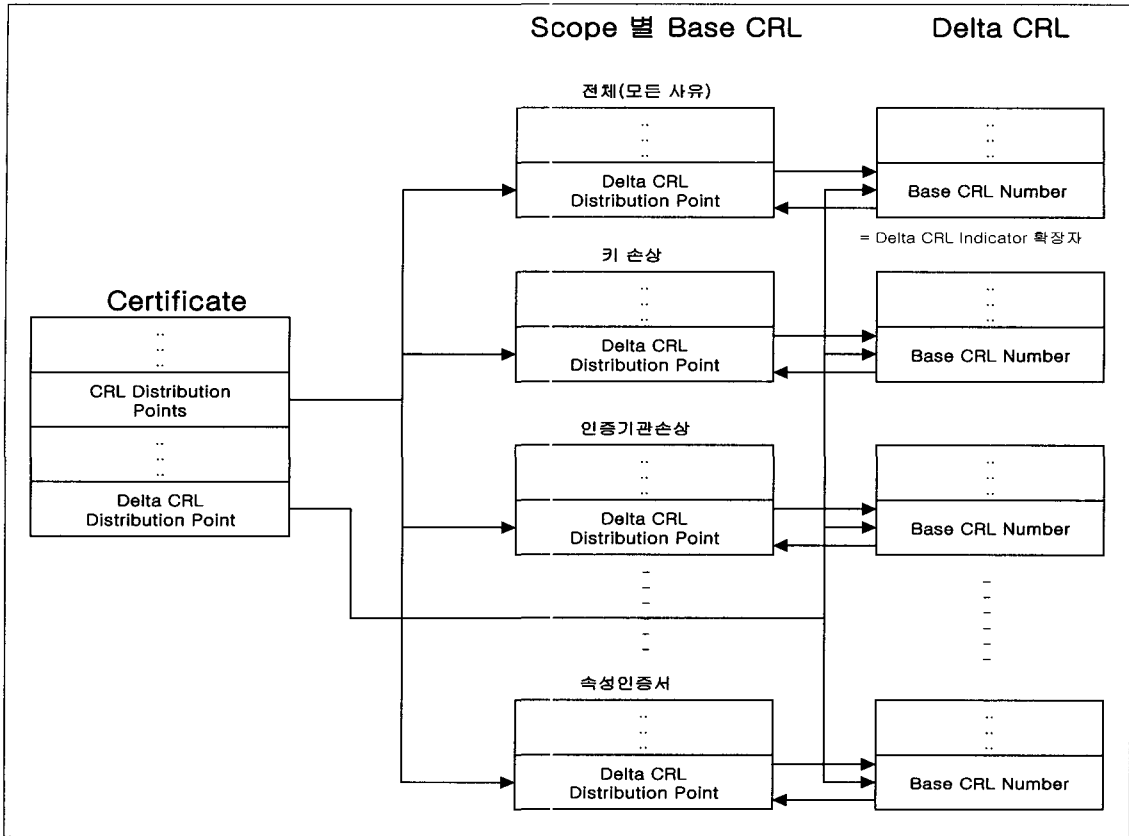 Scope 별 Base CRL
Delta CRL
전체(모든 사유)
Delta CRL
Distribution Point
Base CRL Number
= Delta CRL Indicator 확장자
키 손상
Delta CRL
Distribution Point
Base CRL Number
Certificate
CRL Distribution
Points
Delta CRL
Distribution Point
인증기관손상
Delta CRL
Distribution Point
Base CRL Number
속성인증서
Delta CRL
Distribution Point
Base CRL Number